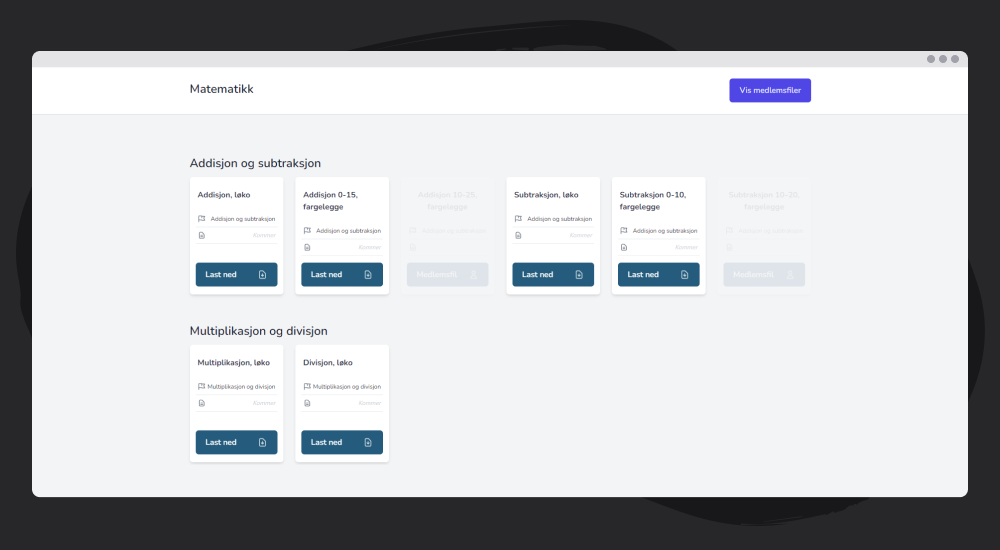 Matematikk
Vis medlemsfiler
Addisjon og subtraksjon
Addisjon, løko
Addisjon og subtraksjon
Kommer
Last ned
Addisjon 0-15,
fargelegge
Addisjon og subtraksjon
Kommer
Last ned
Addisjon 10-25,
fargelegge
Addisjon og subtraksjon
Medlemsfil
Subtraksjon, løko
Addisjon og subtraksjon
Kommer
Last ned
Subtraksjon 0-10,
fargelegge
Addisjon og subtraksjon
Kommer
Last ned
Subtraksjon 10-20,
fargelegge
Addisjon og subtraksjon
Medlemsfil
Multiplikasjon og divisjon
Multiplikasjon, løko
Multiplikasjon og divisjon
Kommer
Last ned
Divisjon, løko
Multiplikasjon og divisjon
Kommer
Last ned